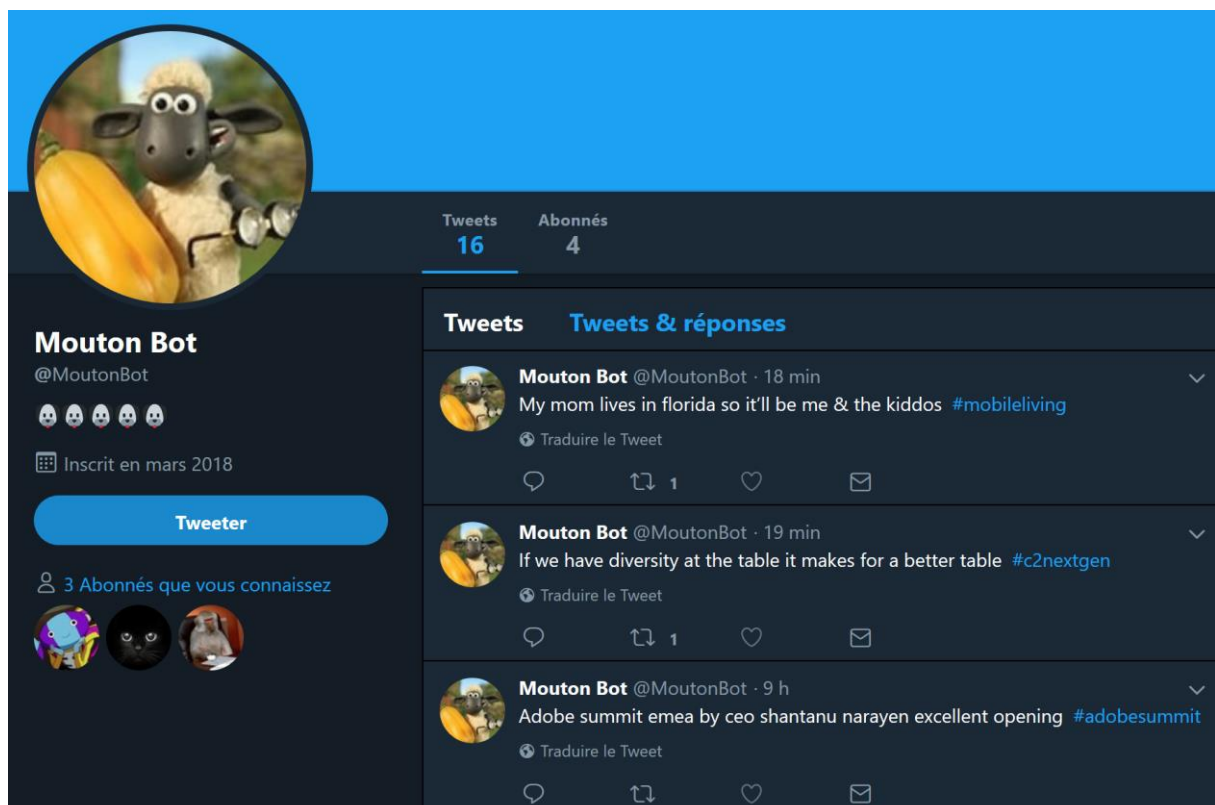 Tweets
16
Abonnés
4
Mouton Bot
@MoutonBot
Inscrit en mars 2018
Tweeter
3 Abonnés que vous connaissez
Tweets Tweets & réponses
Mouton Bot @MoutonBot · 18 min
My mom lives in florida so it'll be me & the kiddos #mobileliving
Traduire le Tweet
1
Mouton Bot @MoutonBot · 19 min
If we have diversity at the table it makes for a better table #c2nextgen
Traduire le Tweet
1
Mouton Bot @MoutonBot · 9 h
Adobe summit emea by ceo shantanu narayen excellent opening #adobesummit
Traduire le Tweet